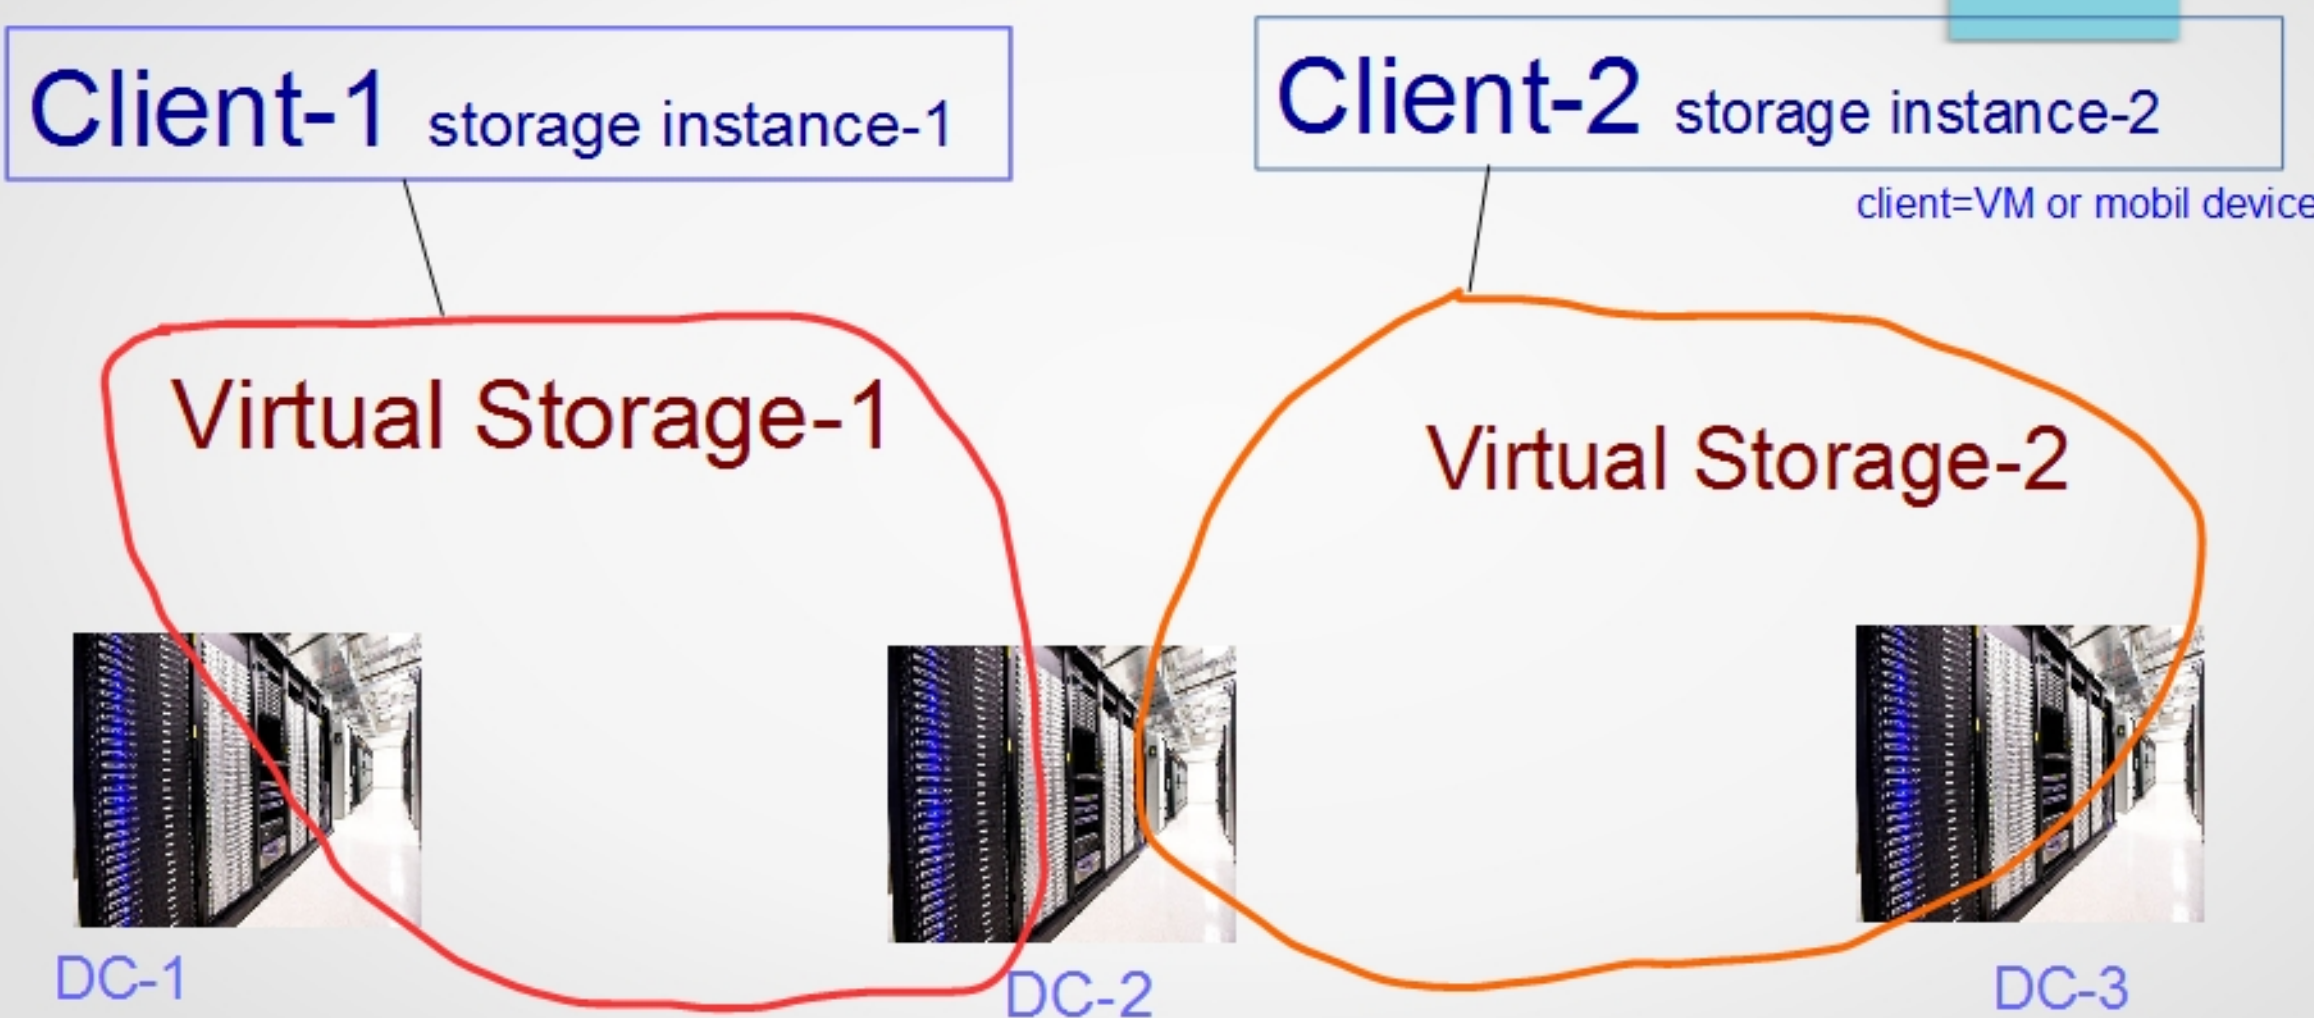 Client-1 storage instance-1
Client-2 storage instance-2
client=VM or mobil device
Virtual Storage-1
Virtual Storage-2
DC-1
DC-2
DC-3